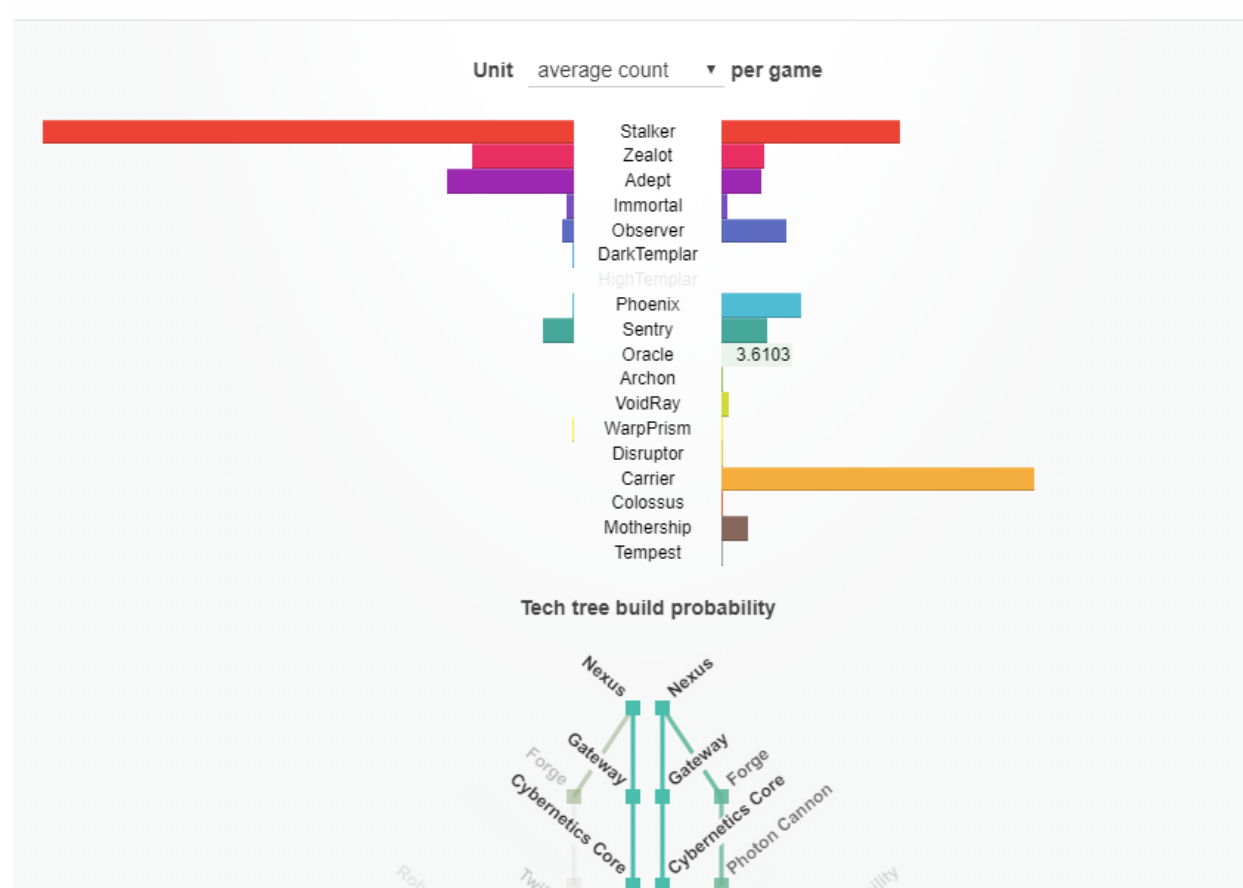 Unit average count ▼ per game
Stalker
Zealot
Adept
Immortal
Observer
DarkTemplar
HighTemplar
Phoenix
Sentry
Oracle 3.6103
Archon
VoidRay
WarpPrism
Disruptor
Carrier
Colossus
Mothership
Tempest
Tech tree build probability
Nexus Nexus
Forge Gateway Gateway Forge
Cybernetics Core Cybernetics Core Photon Cannon